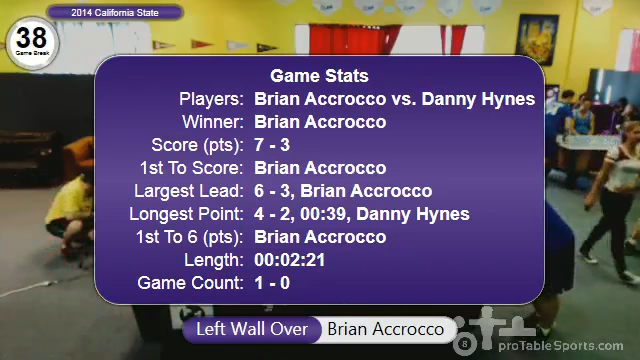 2014 California State
38
Game Break
Game Stats
Players: Brian Accrocco vs. Danny Hynes
Winner: Brian Accrocco
Score (pts): 7 - 3
1st To Score: Brian Accrocco
Largest Lead: 6 - 3, Brian Accrocco
Longest Point: 4 - 2, 00:39, Danny Hynes
1st To 6 (pts): Brian Accrocco
Length: 00:02:21
Game Count: 1 - 0
Left Wall Over Brian Accrocco
8
proTableSports.com